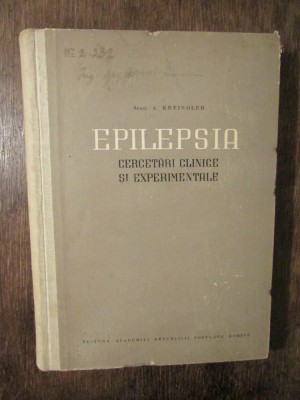 Acad. A. KREINDLER
EPILEPSIA
CERCETĂRI CLINICE
ȘI EXPERIMENTALE
EDITURA ACADEMIEI REPUBLICII POPULARE ROMÎNE